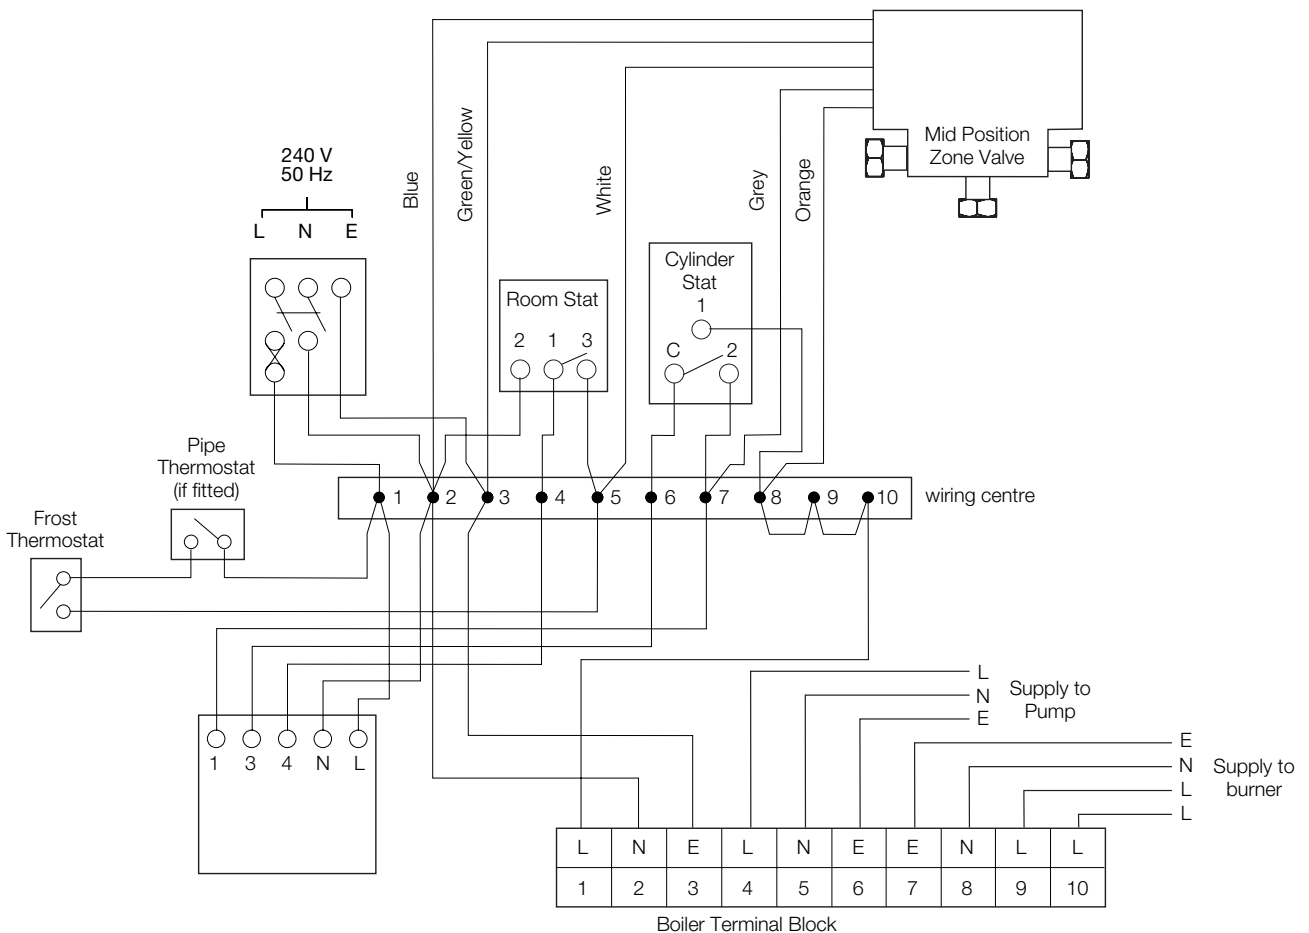 Mid Position
Zone Valve
240 V
50 Hz
L N E
Blue
Green/Yellow
White
Grey
Orange
Room Stat
2 1 3
Cylinder
Stat
1
C 2
Pipe
Thermostat
(if fitted)
Frost
Thermostat
1 2 3 4 5 6 7 8 9 10
wiring centre
1 3 4 N L
L
N
E
Supply to
Pump
E
N
L
L
Supply to
burner
L N E L N E E N L L
1 2 3 4 5 6 7 8 9 10
Boiler Terminal Block